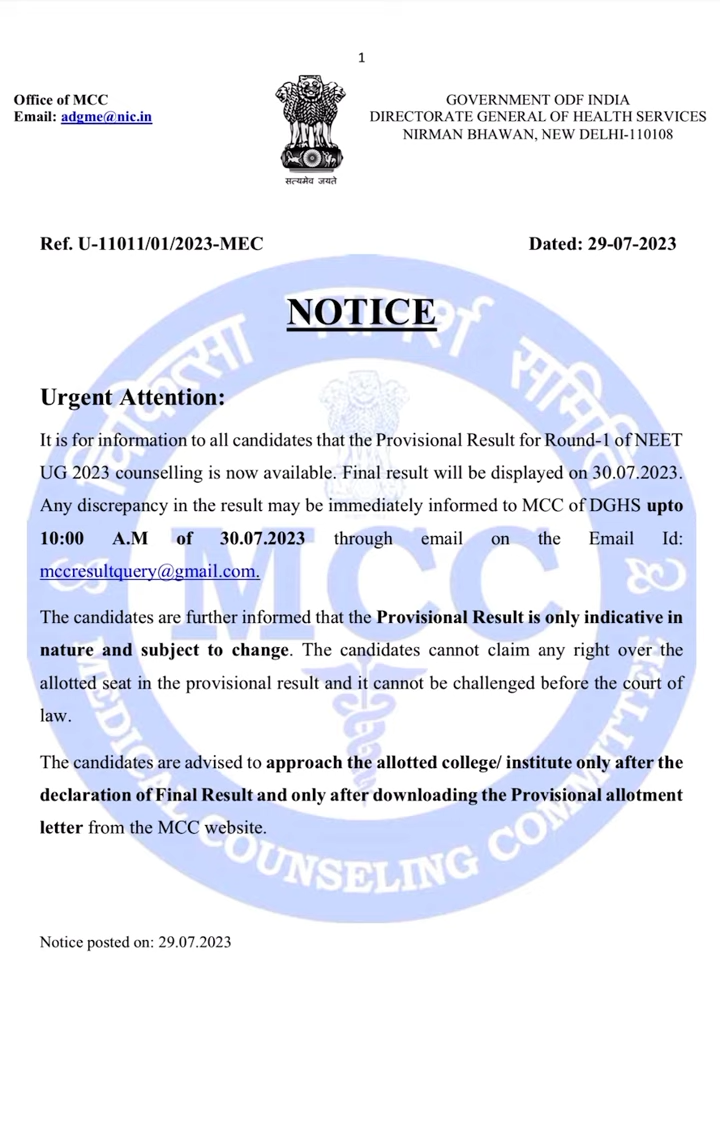 1
Office of MCC
Email: adgme@nic.in
सत्यमेव जयते
GOVERNMENT ODF INDIA
DIRECTORATE GENERAL OF HEALTH SERVICES
NIRMAN BHAWAN, NEW DELHI-110108
Ref. U-11011/01/2023-MEC
Dated: 29-07-2023
NOTICE
Urgent Attention:
It is for information to all candidates that the Provisional Result for Round-1 of NEET
UG 2023 counselling is now available. Final result will be displayed on 30.07.2023.
Any discrepancy in the result may be immediately informed to MCC of DGHS upto
10:00 A.M of 30.07.2023 through email on the Email Id:
mccresultquery@gmail.com.
The candidates are further informed that the Provisional Result is only indicative in
nature and subject to change. The candidates cannot claim any right over the
allotted seat in the provisional result and it cannot be challenged before the court of
law.
The candidates are advised to approach the allotted college/ institute only after the
declaration of Final Result and only after downloading the Provisional allotment
letter from the MCC website.
Notice posted on: 29.07.2023
चिकित्सा परामर्श समिति
MCC
MEDICAL COUNSELING COMMITTEE